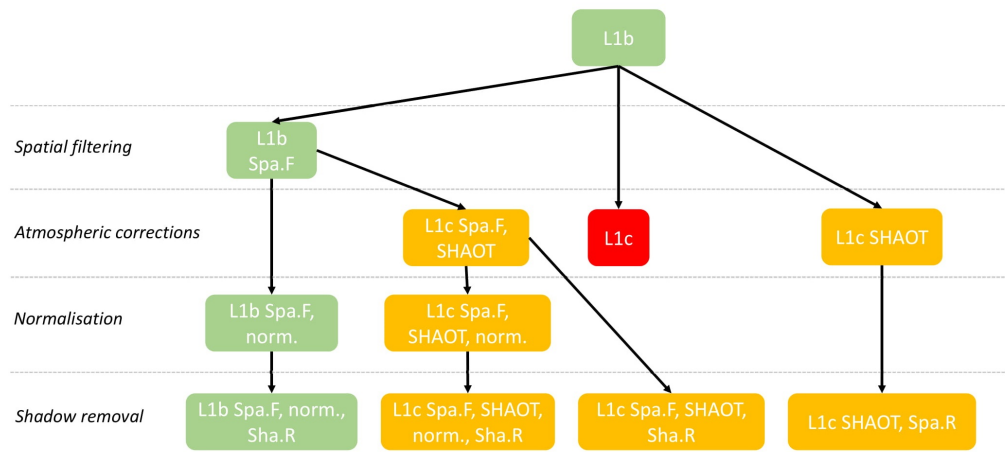 L1b
Spatial filtering
L1b
Spa.F
Atmospheric corrections
L1c Spa.F,
SHAOT
L1c
L1c SHAOT
Normalisation
L1b Spa.F,
norm.
L1c Spa.F,
SHAOT, norm.
Shadow removal
L1b Spa.F, norm.,
Sha.R
L1c Spa.F, SHAOT,
norm., Sha.R
L1c Spa.F, SHAOT,
Sha.R
L1c SHAOT, Spa.R